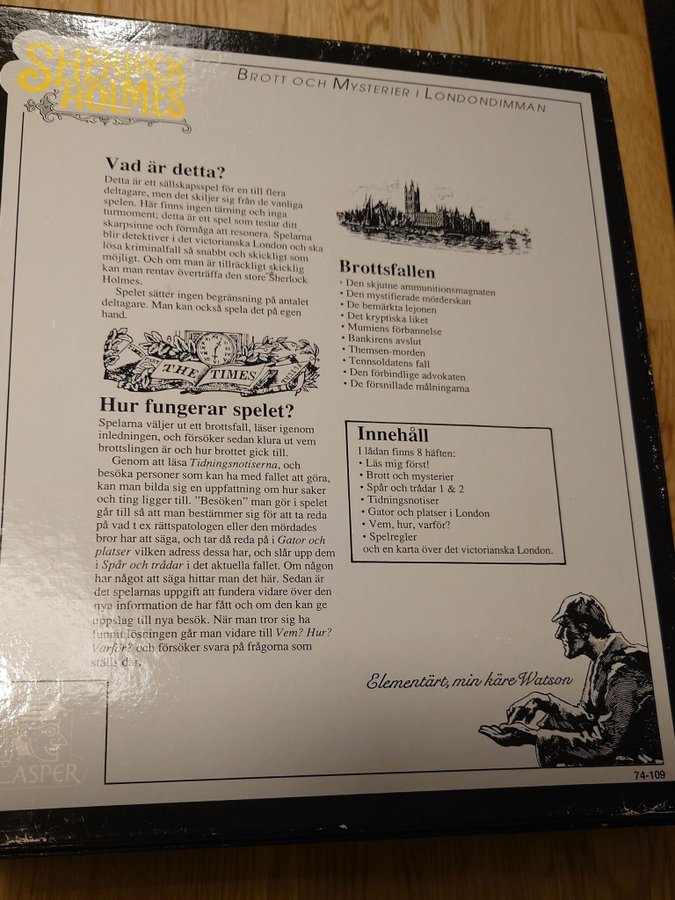 SHERLOCK
HOLMES
BROTT OCH MYSTERIER I LONDONDIMMAN
Vad är detta?
Detta är ett sällskapsspel för en till flera
deltagare, men det skiljer sig från de vanliga
spelen. Här finns ingen tärning och inga
turmoment; detta är ett spel som testar ditt
skarpsinne och förmåga att resonera. Spelarna
blir detektiver i det victorianska London och ska
lösa kriminalfall så snabbt och skickligt som
möjligt. Och om man är tillräckligt skicklig
kan man rentav överträffa den store Sherlock
Holmes.
Spelet sätter ingen begränsning på antalet
deltagare. Man kan också spela det på egen
hand.
THE TIMES
Hur fungerar spelet?
Spelarna väljer ut ett brottsfall, läser igenom
inledningen, och försöker sedan klura ut vem
brottslingen är och hur brottet gick till.
Genom att läsa Tidningsnotiserna, och
besöka personer som kan ha med fallet att göra,
kan man bilda sig en uppfattning om hur saker
och ting ligger till. "Besöken" man gör i spelet
går till så att man bestämmer sig för att ta reda
på vad t ex rättspatologen eller den mördades
bror har att säga, och tar då reda på i Gator och
platser vilken adress dessa har, och slår upp dem
i Spår och trådar i det aktuella fallet. Om någon
har något att säga hittar man det här. Sedan är
det spelarnas uppgift att fundera vidare över den
nya information de har fått och om den kan ge
uppslag till nya besök. När man tror sig ha
funnit lösningen går man vidare till Vem? Hur?
Varför? och försöker svara på frågorna som
ställs där.
Brottsfallen
• Den skjutne ammunitionsmagnaten
• Den mystifierade mörderskan
• De bemärkta lejonen
• Det kryptiska liket
• Mumiens förbannelse
• Bankirens avslut
• Themsen-morden
• Tennsoldatens fall
• Den förbindlige advokaten
• De försnillade målningarna
Innehåll
I lådan finns 8 häften:
• Läs mig först!
• Brott och mysterier
• Spår och trådar 1 & 2
• Tidningsnotiser
• Gator och platser i London
• Vem, hur, varför?
• Spelregler
och en karta över det victorianska London.
Elementärt, min käre Watson
CASPER
74-109